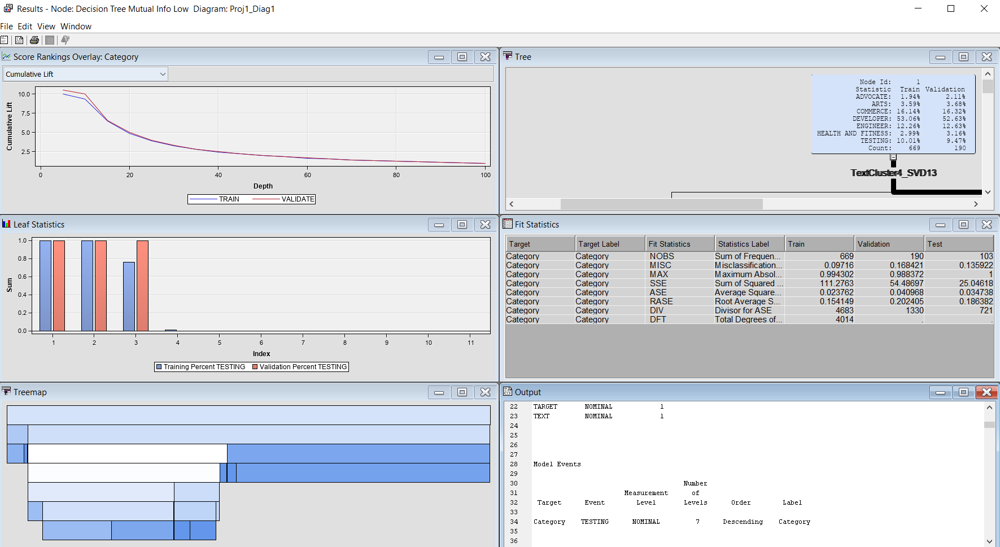 Results - Node: Decision Tree Mutual Info Low  Diagram: Proj1_Diag1
File Edit View Window
Score Rankings Overlay: Category
Cumulative Lift
Cumulative Lift
10.0
7.5
5.0
2.5
0 20 40 60 80 100
Depth
TRAIN VALIDATE
Tree
Node Id: 1
Statistic Train Validation
ADVOCATE: 1.94% 2.11%
ARTS: 3.59% 3.68%
COMMERCE: 16.14% 16.32%
DEVELOPER: 53.06% 52.63%
ENGINEER: 12.26% 12.63%
HEALTH AND FITNESS: 2.99% 3.16%
TESTING: 10.01% 9.47%
Count: 669 190
TextCluster4_SVD13
Leaf Statistics
Sum
1.0
0.8
0.6
0.4
0.2
0.0
1 2 3 4 5 6 7 8 9 10 11
Index
Training Percent TESTING Validation Percent TESTING
Fit Statistics
Target Target Label Fit Statistics Statistics Label Train Validation Test
Category Category NOBS Sum of Frequen... 669 190 103
Category Category MISC Misclassification... 0.09716 0.168421 0.135922
Category Category MAX Maximum Absol... 0.994302 0.988372 1
Category Category SSE Sum of Squared ... 111.2763 54.48697 25.04618
Category Category ASE Average Square... 0.023762 0.040968 0.034738
Category Category RASE Root Average S... 0.154149 0.202405 0.186382
Category Category DIV Divisor for ASE 4683 1330 721
Category Category DFT Total Degrees of... 4014 . .
Treemap
Output
22 TARGET NOMINAL 1
23 TEXT NOMINAL 1
24
25
26
27
28 Model Events
29
30 Number
31 Measurement of
32 Target Event Level Levels Order Label
33
34 Category TESTING NOMINAL 7 Descending Category
35
36